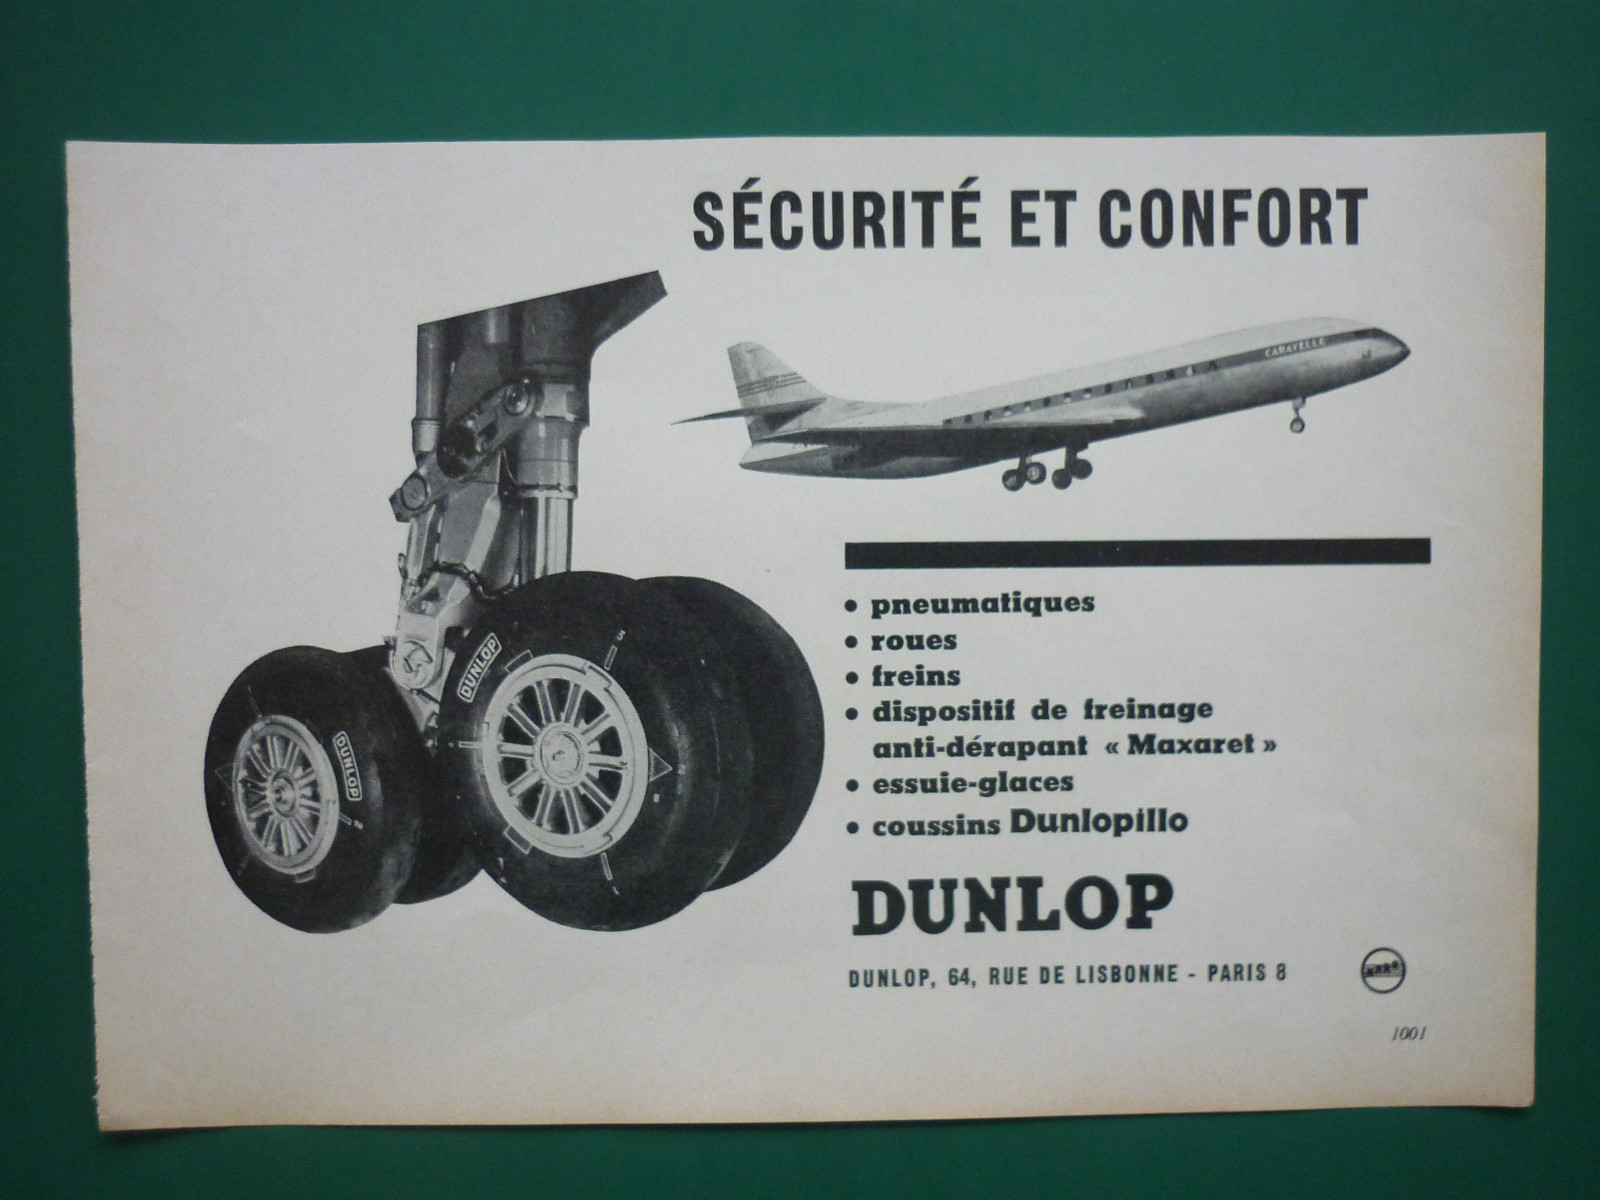 SÉCURITÉ ET CONFORT
CARAVELLE
DUNLOP
DUNLOP
• pneumatiques
• roues
• freins
• dispositif de freinage
anti-dérapant « Maxaret »
• essuie-glaces
• coussins Dunlopillo
DUNLOP
DUNLOP, 64, RUE DE LISBONNE - PARIS 8
1001